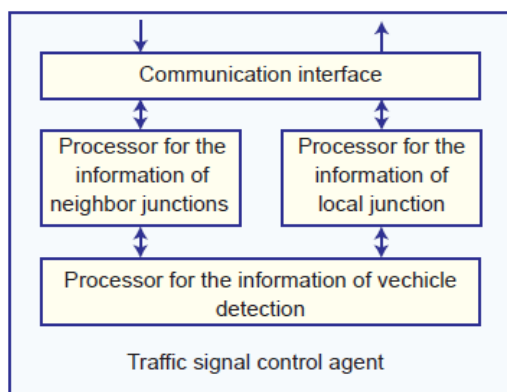 Communication interface
Processor for the
information of
neighbor junctions
Processor for the
information of
local junction
Processor for the information of vechicle
detection
Traffic signal control agent